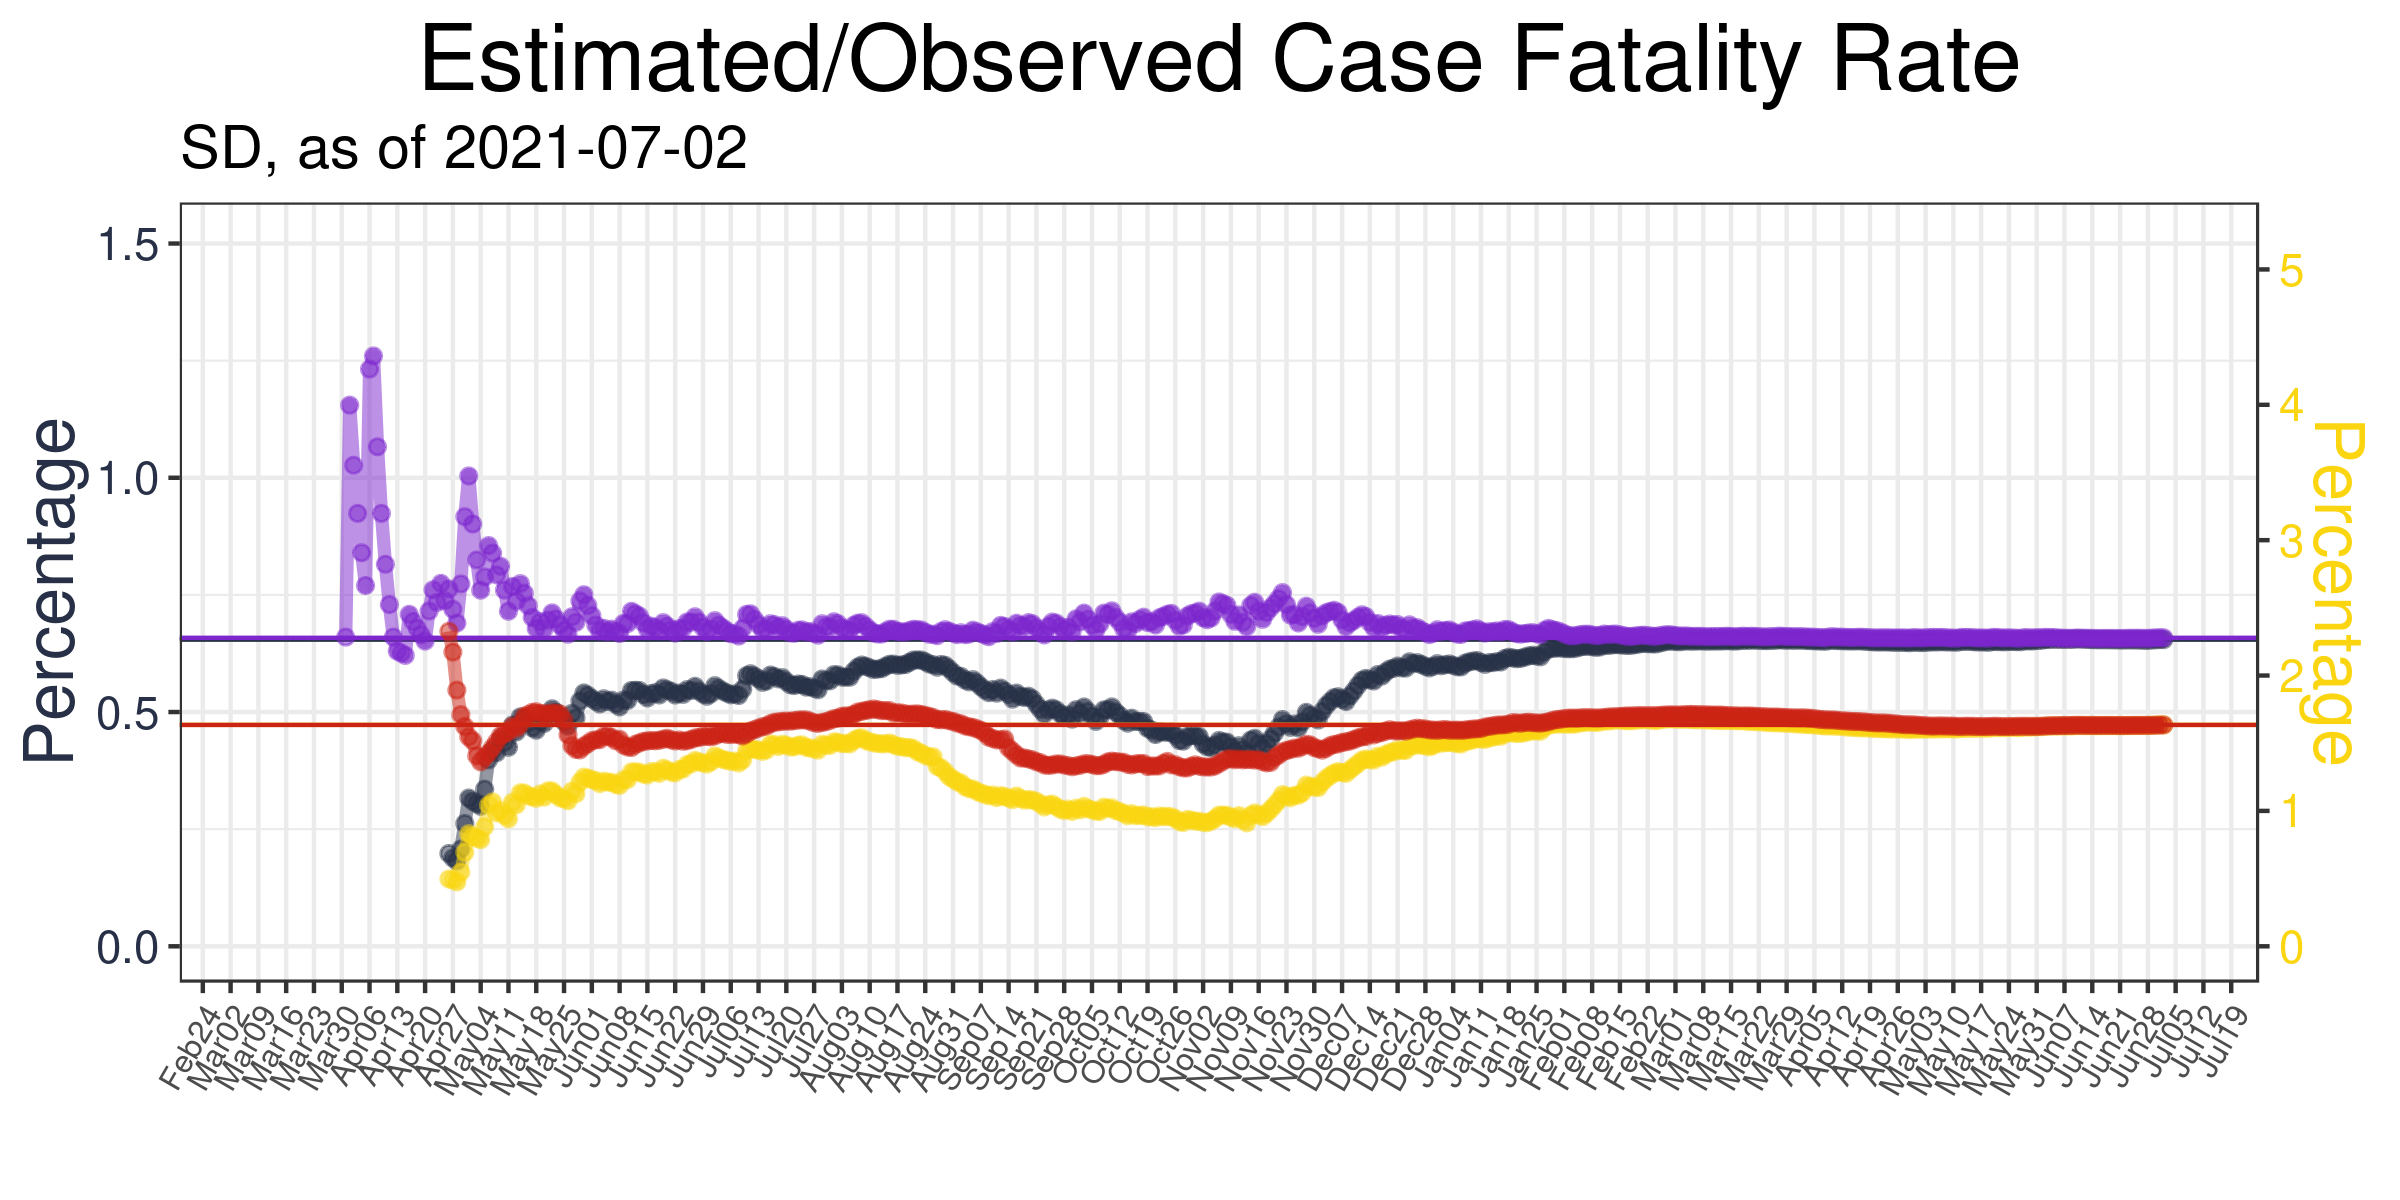 Estimated/Observed Case Fatality Rate
SD, as of 2021-07-02
Percentage
1.5
1.0
0.5
0.0
5
4
3
2
1
0
Percentage
Feb24
Mar02
Mar09
Mar16
Mar23
Mar30
Apr06
Apr13
Apr20
Apr27
May04
May11
May18
May25
Jun01
Jun08
Jun15
Jun22
Jun29
Jul06
Jul13
Jul20
Jul27
Aug03
Aug10
Aug17
Aug24
Aug31
Sep07
Sep14
Sep21
Sep28
Oct05
Oct12
Oct19
Oct26
Nov02
Nov09
Nov16
Nov23
Nov30
Dec07
Dec14
Dec21
Dec28
Jan04
Jan11
Jan18
Jan25
Feb01
Feb08
Feb15
Feb22
Mar01
Mar08
Mar15
Mar22
Mar29
Apr05
Apr12
Apr19
Apr26
May03
May10
May17
May24
May31
Jun07
Jun14
Jun21
Jun28
Jul05
Jul12
Jul19